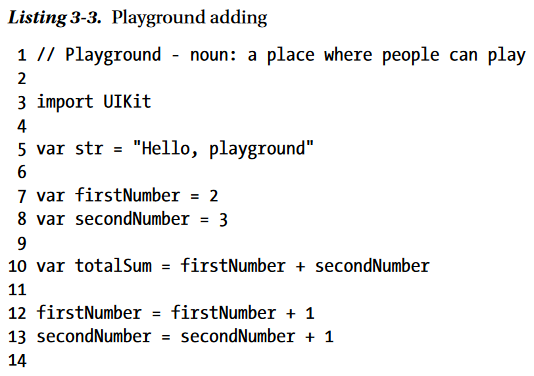 Listing 3-3. Playground adding
1 // Playground - noun: a place where people can play
2
3 import UIKit
4
5 var str = "Hello, playground"
6
7 var firstNumber = 2
8 var secondNumber = 3
9
10 var totalSum = firstNumber + secondNumber
11
12 firstNumber = firstNumber + 1
13 secondNumber = secondNumber + 1
14